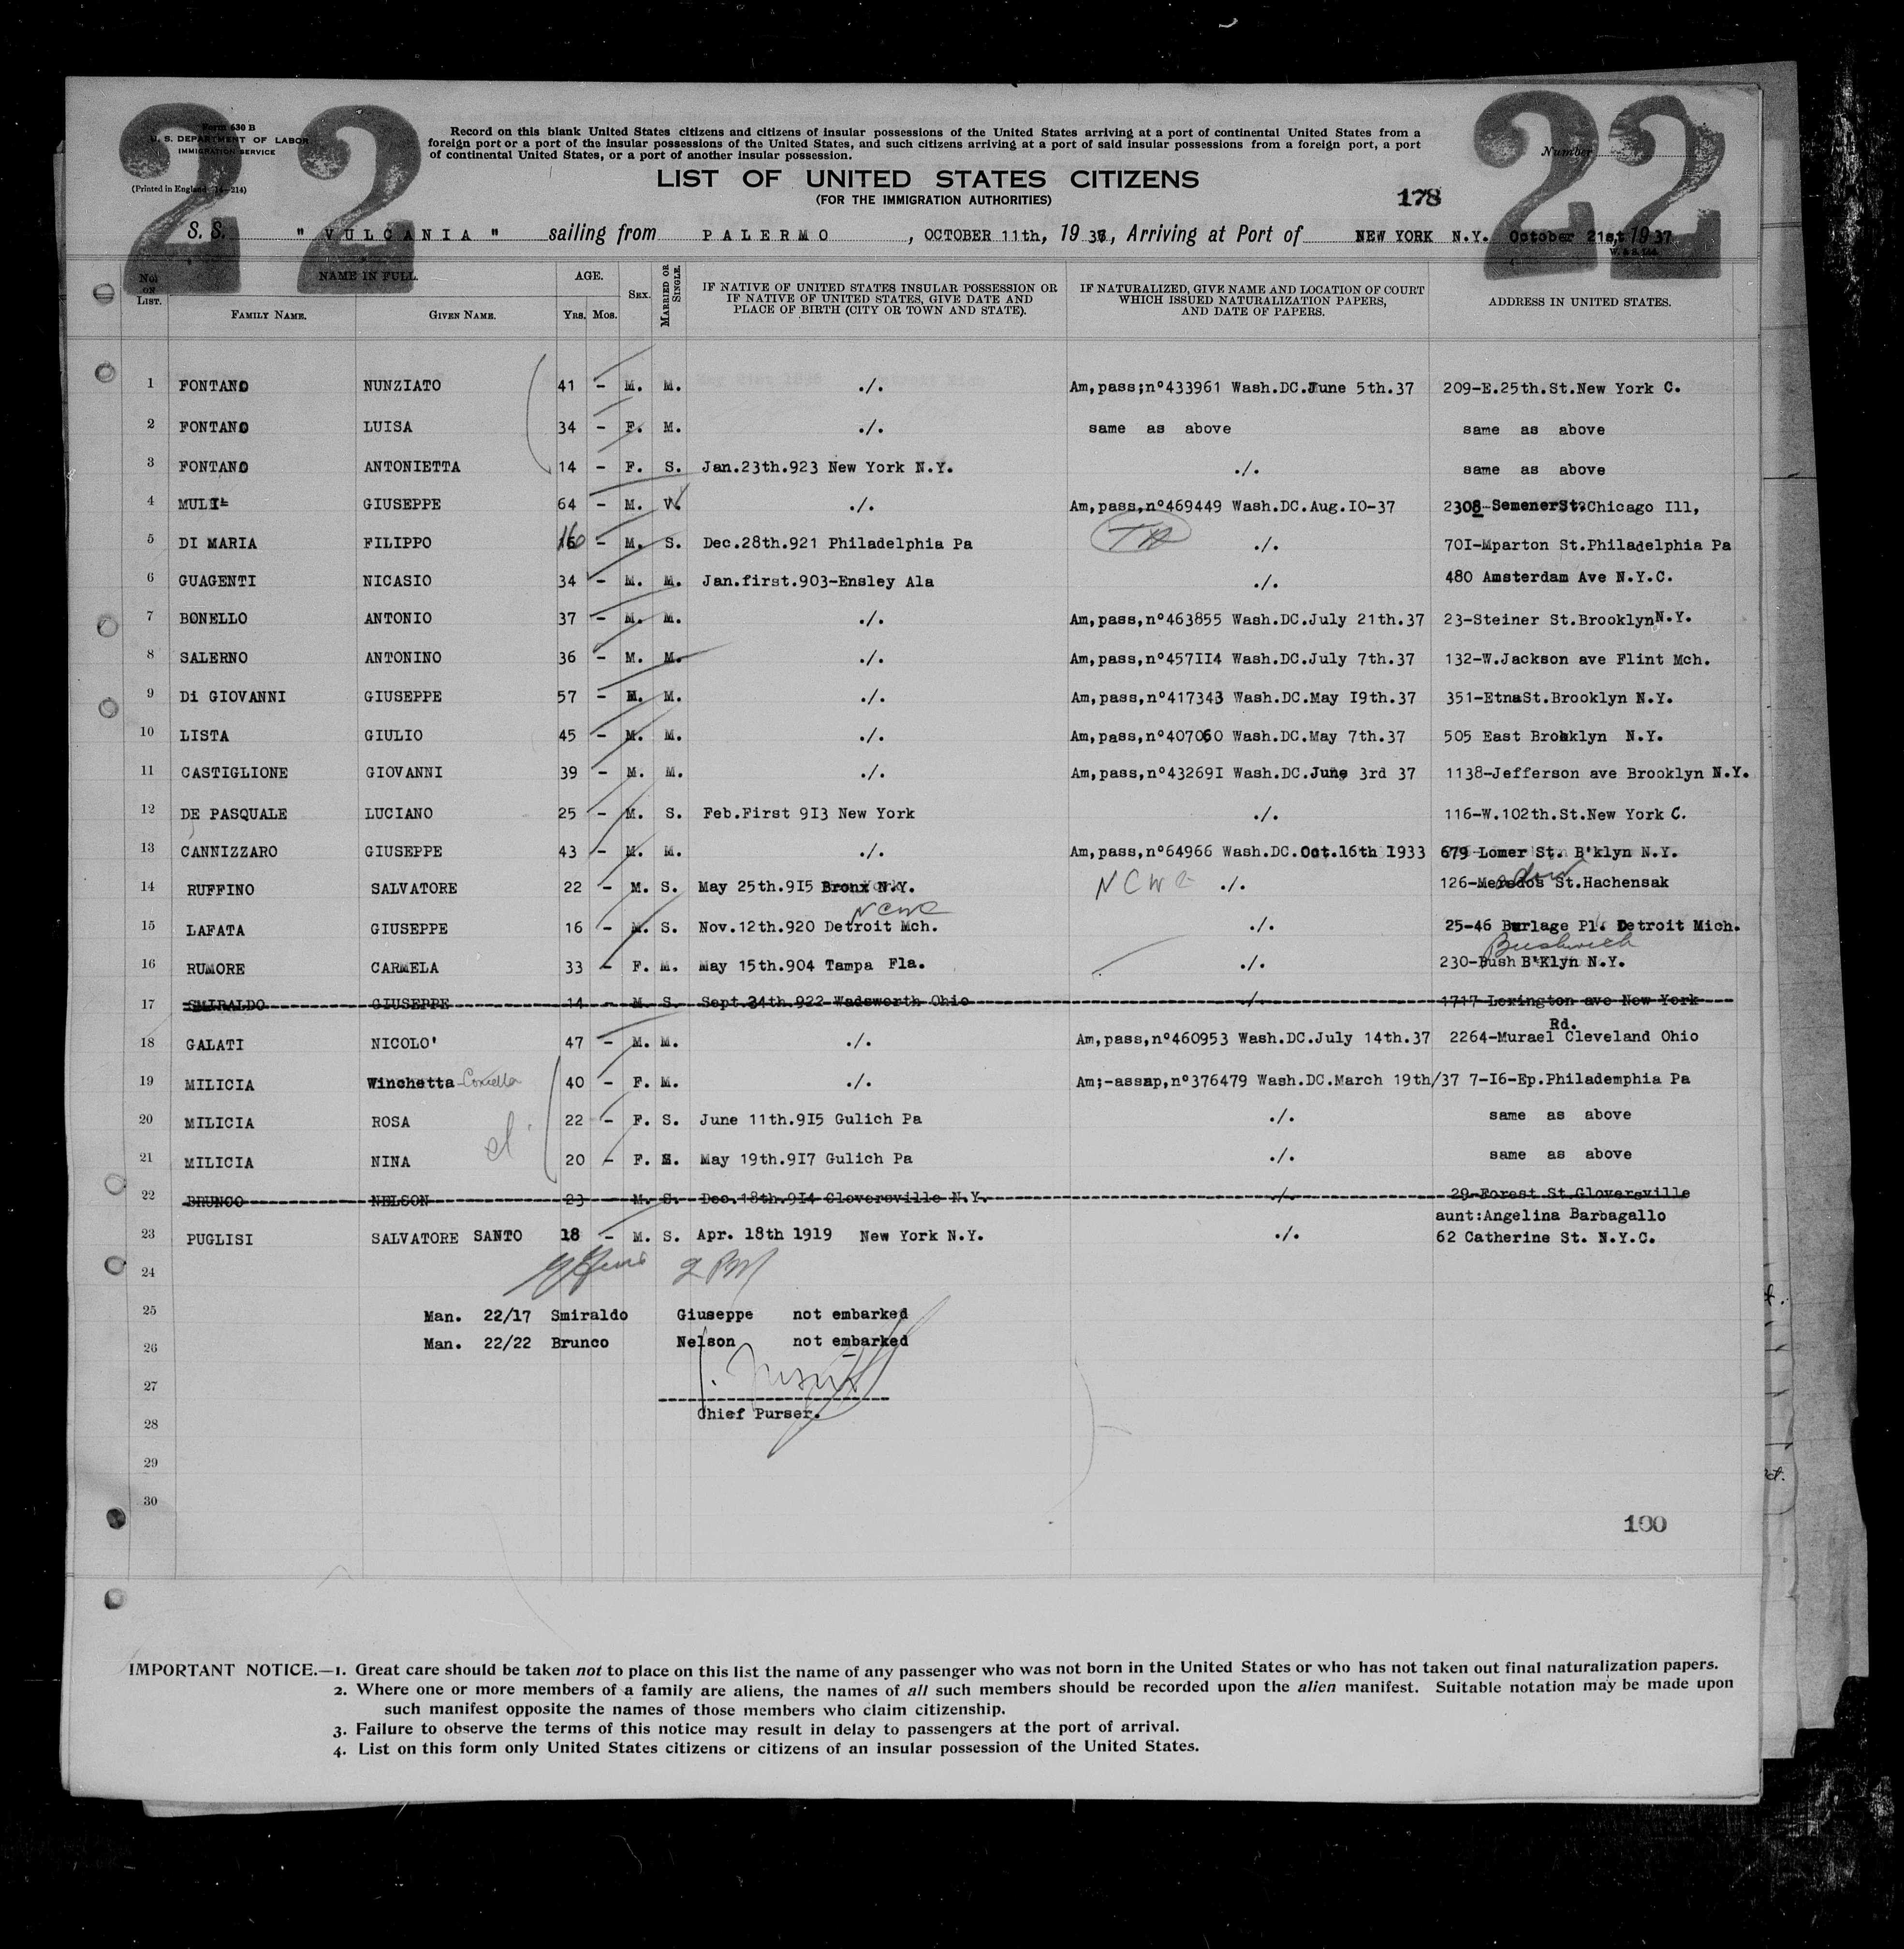 22 22
Form 630 B
U. S. DEPARTMENT OF LABOR
IMMIGRATION SERVICE
(Printed in England 14—214)
Record on this blank United States citizens and citizens of insular possessions of the United States arriving at a port of continental United States from a
foreign port or a port of the insular possessions of the United States, and such citizens arriving at a port of said insular possessions from a foreign port, a port
of continental United States, or a port of another insular possession.
Number
LIST OF UNITED STATES CITIZENS
(FOR THE IMMIGRATION AUTHORITIES)
178
S. S. " VULCANIA " sailing from PALERMO , OCTOBER 11th, 1937, Arriving at Port of NEW YORK N.Y. October 21st, 1937
W. & S. Ltd.
No. ON LIST. NAME IN FULL. FAMILY NAME. GIVEN NAME. AGE. YRS. MOS. SEX. MARRIED OR SINGLE. IF NATIVE OF UNITED STATES INSULAR POSSESSION OR IF NATIVE OF UNITED STATES, GIVE DATE AND PLACE OF BIRTH (CITY OR TOWN AND STATE). IF NATURALIZED, GIVE NAME AND LOCATION OF COURT WHICH ISSUED NATURALIZATION PAPERS, AND DATE OF PAPERS. ADDRESS IN UNITED STATES.
1 FONTANO NUNZIATO 41 – M. M. ./. Am,pass;nº433961 Wash.DC.June 5th.37 209-E.25th.St.New York C.
2 FONTANO LUISA 34 – F. M. ./. same as above same as above
3 FONTANO ANTONIETTA 14 – F. S. Jan.23th.923 New York N.Y. ./. same as above
4 MULI GIUSEPPE 64 – M. W. ./. Am,pass,nº469449 Wash.DC.Aug.IO-37 2308-SemenerSt.Chicago Ill,
5 DI MARIA FILIPPO 16 – M. S. Dec.28th.921 Philadelphia Pa ./. 70I-Mparton St.Philadelphia Pa
6 GUAGENTI NICASIO 34 – M. M. Jan.first.903-Ensley Ala ./. 480 Amsterdam Ave N.Y.C.
7 BONELLO ANTONIO 37 – M. M. ./. Am,pass,nº463855 Wash.DC.July 21th.37 23-Steiner St.Brooklyn N.Y.
8 SALERNO ANTONINO 36 – M. M. ./. Am,pass,nº457II4 Wash.DC.July 7th.37 132-W.Jackson ave Flint Mch.
9 Di GIOVANNI GIUSEPPE 57 – M. M. ./. Am,pass,nº417343 Wash.DC.May I9th.37 351-EtnaSt.Brooklyn N.Y.
10 LISTA GIULIO 45 – M. M. ./. Am,pass,nº407060 Wash.DC.May 7th.37 505 East Brooklyn N.Y.
11 CASTIGLIONE GIOVANNI 39 – M. M. ./. Am,pass,nº43269I Wash.DC.June 3rd 37 1138-Jefferson ave Brooklyn N.Y.
12 DE PASQUALE LUCIANO 25 – M. S. Feb.First 9I3 New York ./. 116-W.102th.St.New York C.
13 CANNIZZARO GIUSEPPE 43 – M. M. ./. Am,pass,nº64966 Wash.DC.Oct.16th 1933 679 Lomer St. B'klyn N.Y.
14 RUFFINO SALVATORE 22 – M. S. May 25th.9I5 Bronx N.Y. NCWR ./. 126-Meredos St.Hachensak
NCWR
15 LAFATA GIUSEPPE 16 – M. S. Nov.12th.920 Detroit Mch. ./. 25-46 Burlage Pl. Detroit Mich.
Bushwick
16 RUMORE CARMELA 33 – F. M. May 15th.904 Tampa Fla. ./. 230-Bush B'Klyn N.Y.
17 SMIRALDO GIUSEPPE 14 – M S. Sept.24th.922 Wadsworth Ohio ./. 1717 Lexington ave New York
Rd.
18 GALATI NICOLO' 47 – M. M. ./. Am,pass,nº460953 Wash.DC.July 14th.37 2264-Murael Cleveland Ohio
19 MILICIA Winchetta 40 – F. M. ./. Am;-assap,nº376479 Wash.DC.March 19th/37 7-I6-Ep.Philademphia Pa
20 MILICIA ROSA 22 – F. S. June 11th.9I5 Gulich Pa ./. same as above
21 MILICIA NINA 20 – F. S. May 19th.9I7 Gulich Pa ./. same as above
22 BRUNCO NELSON 23 – M. S. Dec.18th.9I4 Gloversville N.Y. ./. 29-Forest St.Gloversville
aunt:Angelina Barbagallo
23 PUGLISI SALVATORE SANTO 18 – M. S. Apr. 18th 1919 New York N.Y. ./. 62 Catherine St. N.Y.C.
24
25 Man. 22/17 Smiraldo Giuseppe not embarked
26 Man. 22/22 Brunco Nelson not embarked
27
Chief Purser.
28
29
30
100
IMPORTANT NOTICE.—1. Great care should be taken not to place on this list the name of any passenger who was not born in the United States or who has not taken out final naturalization papers.
2. Where one or more members of a family are aliens, the names of all such members should be recorded upon the alien manifest. Suitable notation may be made upon
such manifest opposite the names of those members who claim citizenship.
3. Failure to observe the terms of this notice may result in delay to passengers at the port of arrival.
4. List on this form only United States citizens or citizens of an insular possession of the United States.